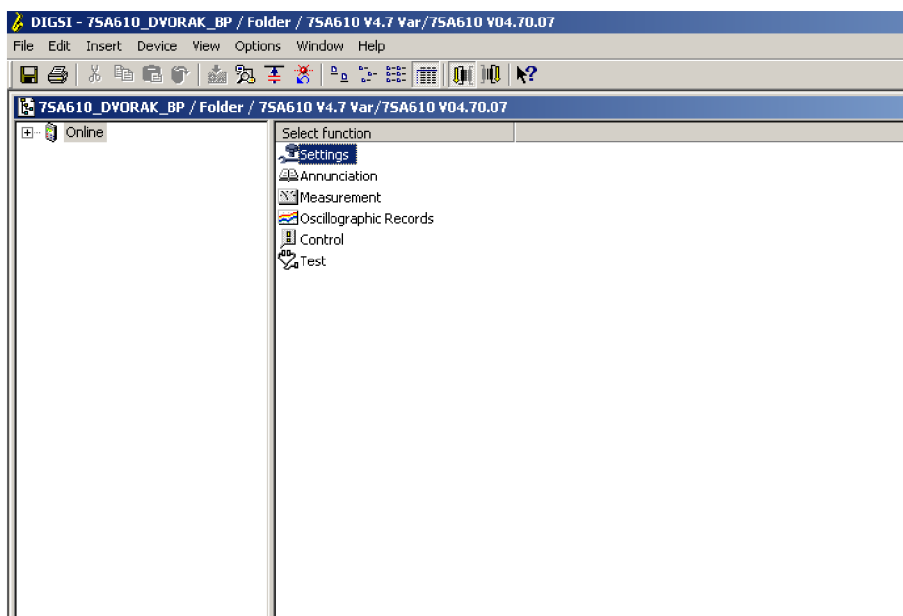 DIGSI - 7SA610_DVORAK_BP / Folder / 7SA610 V4.7 Var/7SA610 V04.70.07
File Edit Insert Device View Options Window Help
7SA610_DVORAK_BP / Folder / 7SA610 V4.7 Var/7SA610 V04.70.07
Online
Select function
Settings
Annunciation
Measurement
Oscillographic Records
Control
Test